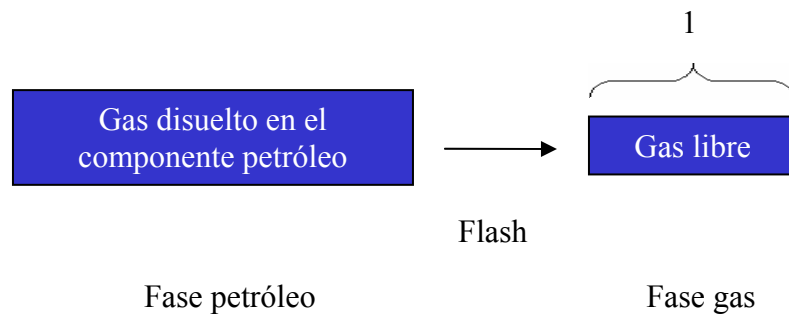 1
Gas disuelto en el
componente petróleo
Gas libre
Flash
Fase petróleo
Fase gas